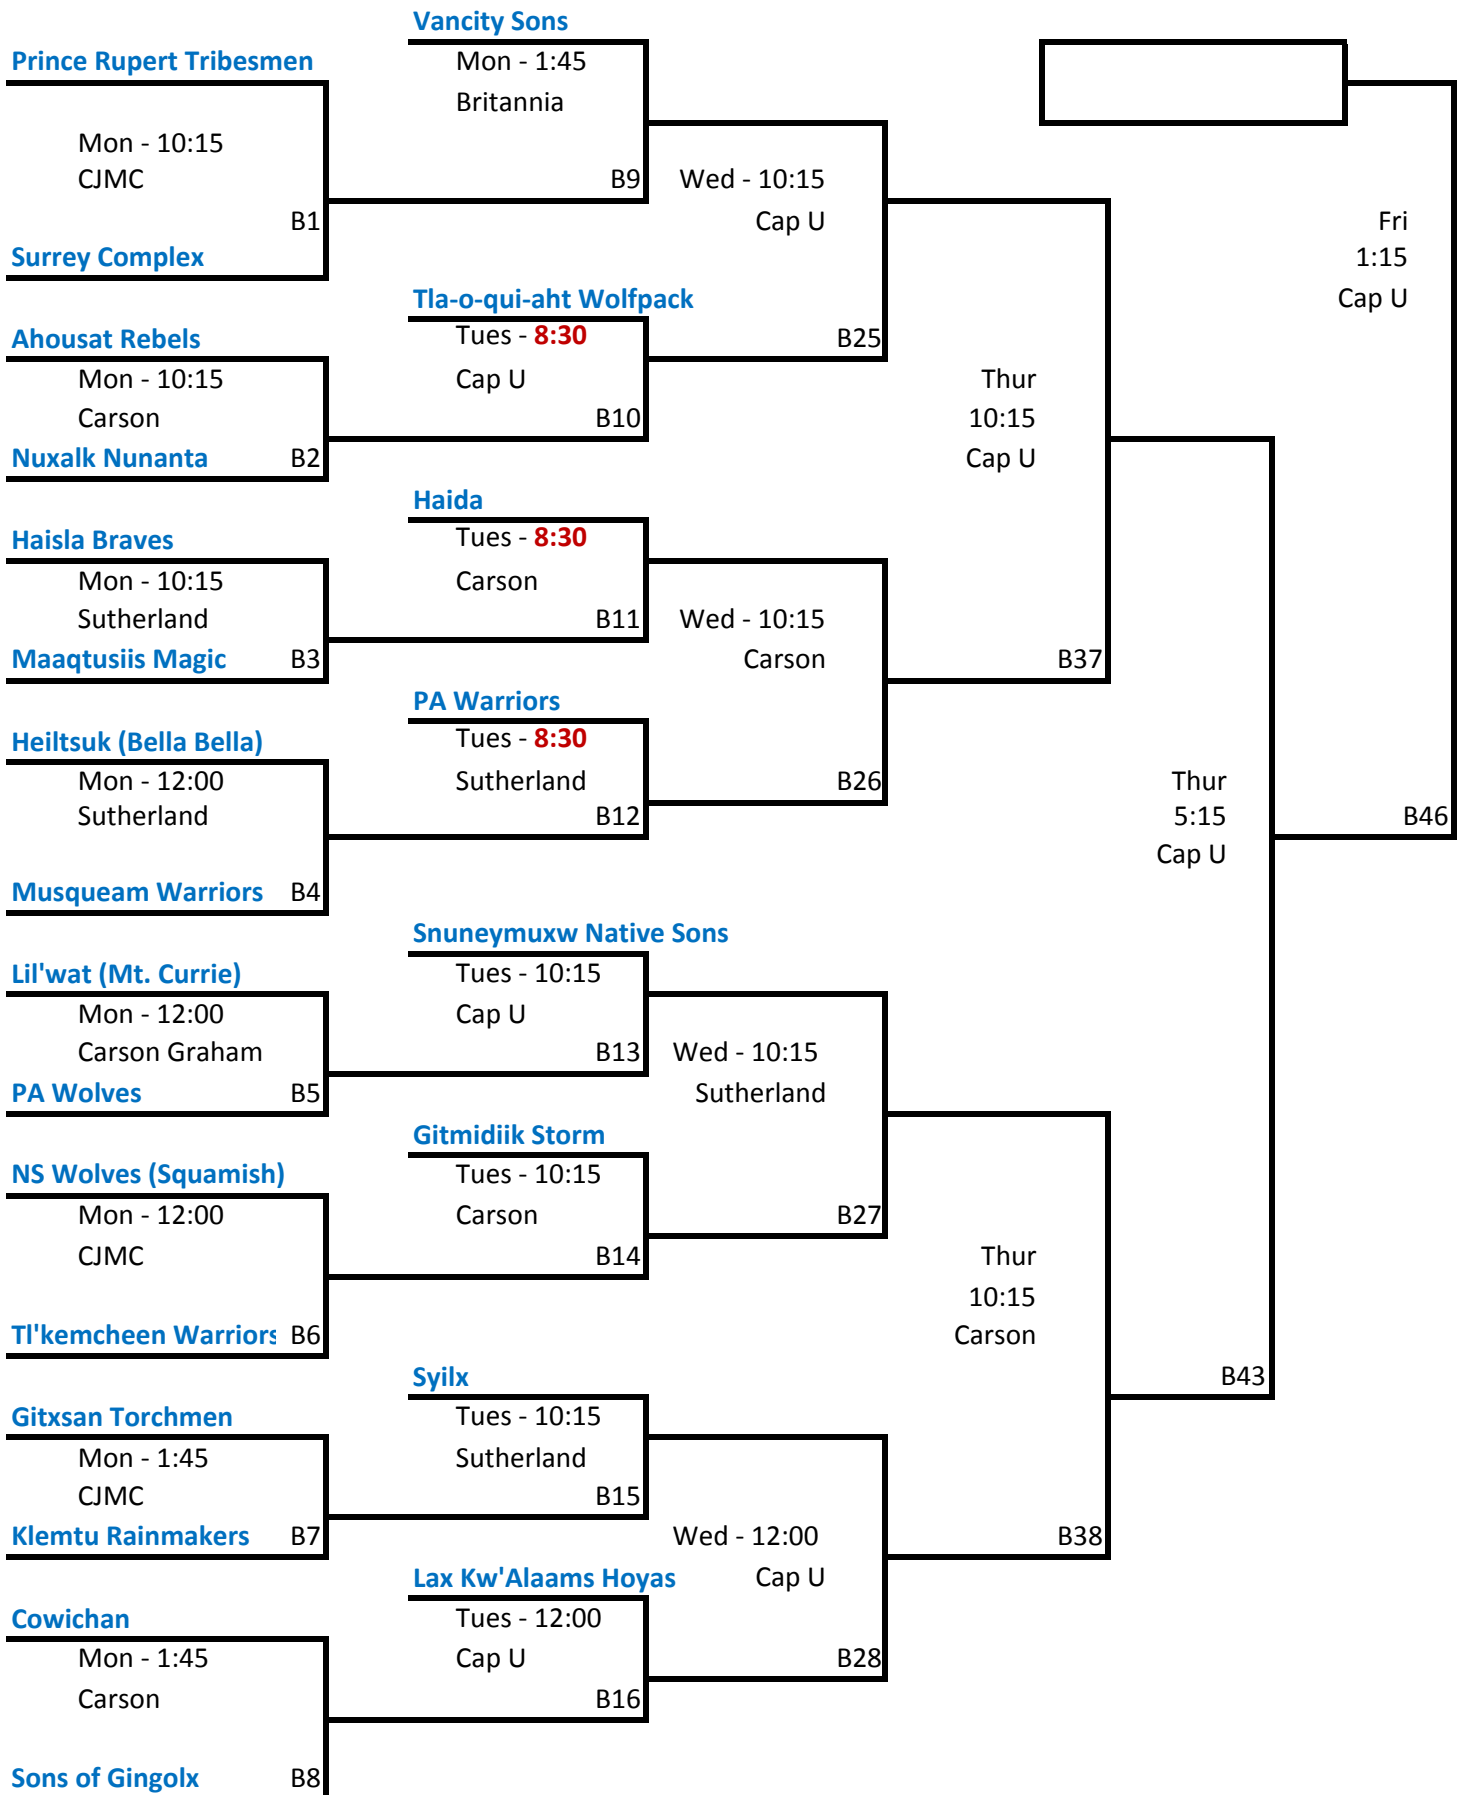 Vancity Sons
Prince Rupert Tribesmen
Mon - 1:45
Britannia
Mon - 10:15
CJMC
B9
Wed - 10:15
B1
Cap U
Fri
Surrey Complex
1:15
Tla-o-qui-aht Wolfpack
Cap U
Ahousat Rebels
Tues - 8:30
B25
Mon - 10:15
Cap U
Thur
Carson
B10
10:15
Nuxalk Nunanta
B2
Cap U
Haida
Haisla Braves
Tues - 8:30
Mon - 10:15
Carson
Sutherland
B11
Wed - 10:15
Maaqtusiis Magic
B3
Carson
B37
PA Warriors
Heiltsuk (Bella Bella)
Tues - 8:30
Mon - 12:00
Sutherland
B26
Thur
Sutherland
B12
5:15
B46
Cap U
Musqueam Warriors
B4
Snuneymuxw Native Sons
Lil'wat (Mt. Currie)
Tues - 10:15
Mon - 12:00
Cap U
Carson Graham
B13
Wed - 10:15
PA Wolves
B5
Sutherland
Gitmidiik Storm
NS Wolves (Squamish)
Tues - 10:15
Mon - 12:00
Carson
B27
CJMC
B14
Thur
10:15
Tl'kemcheen Warriors
B6
Carson
Syilx
B43
Gitxsan Torchmen
Tues - 10:15
Mon - 1:45
Sutherland
CJMC
B15
Klemtu Rainmakers
B7
Wed - 12:00
B38
Lax Kw'Alaams Hoyas
Cap U
Cowichan
Tues - 12:00
Mon - 1:45
Cap U
B28
Carson
B16
Sons of Gingolx
B8